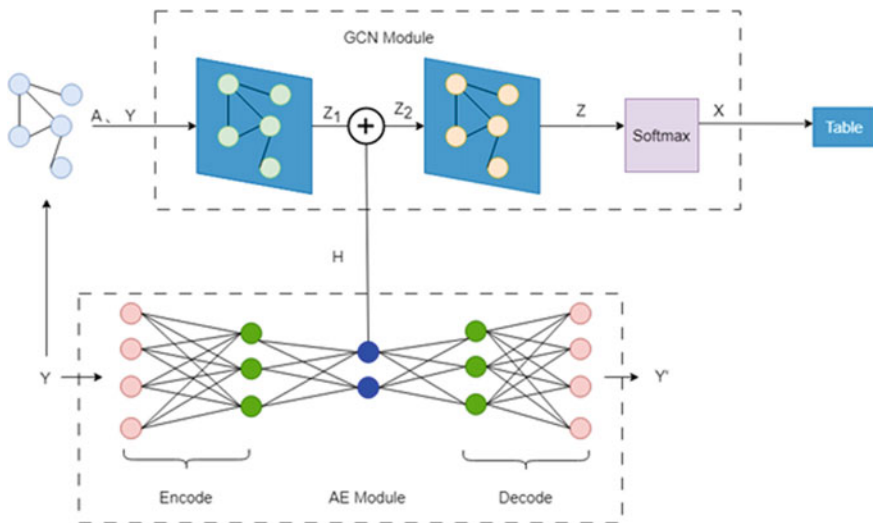 GCN Module
A、Y
Z1
Z2
Z
Softmax
X
Table
H
Y
Y'
Encode
AE Module
Decode